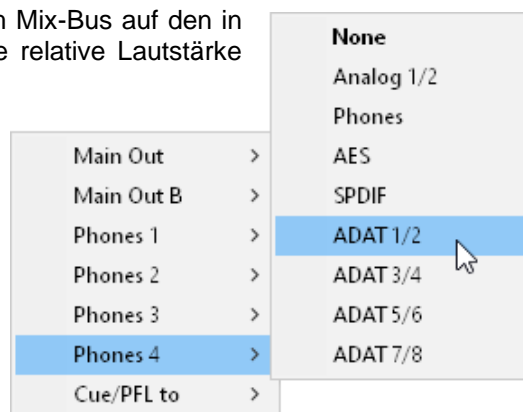 n Mix-Bus auf den in
e relative Lautstärke
Main Out >
Main Out B >
Phones 1 >
Phones 2 >
Phones 3 >
Phones 4 >
Cue/PFL to >
None
Analog 1/2
Phones
AES
SPDIF
ADAT 1/2
ADAT 3/4
ADAT 5/6
ADAT 7/8